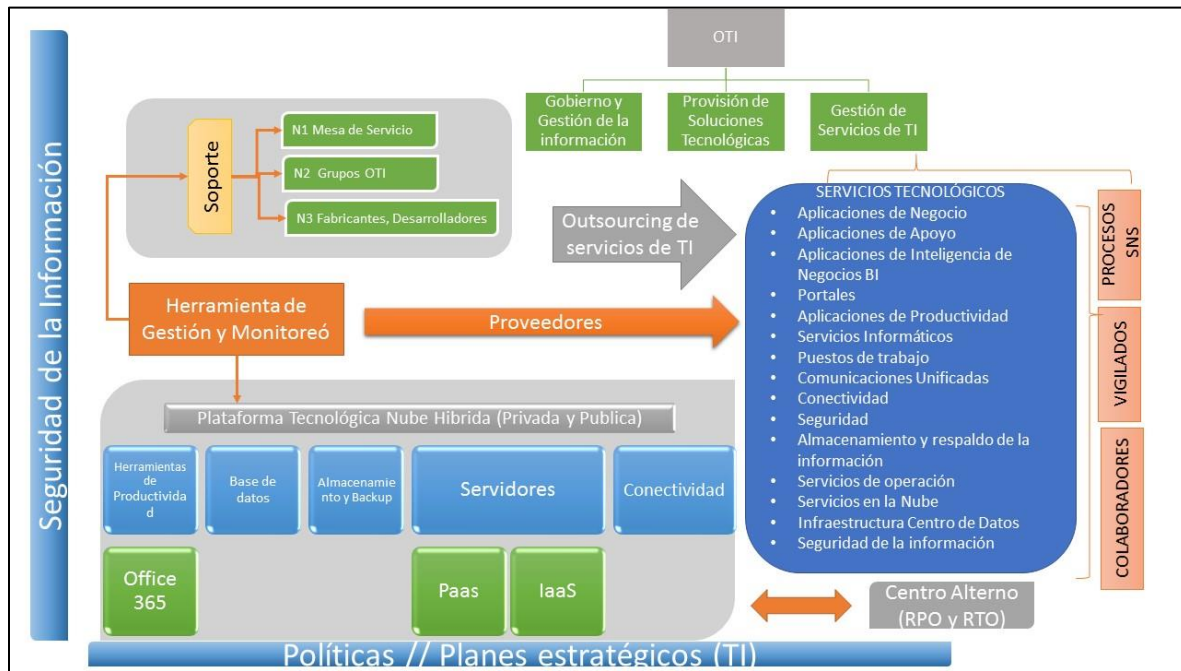 Seguridad de la Información
OTI
Gobierno y
Gestión de la
información
Provisión de
Soluciones
Tecnológicas
Gestión de
Servicios de TI
Soporte
N1 Mesa de Servicio
N2 Grupos OTI
N3 Fabricantes, Desarrolladores
Outsourcing de
servicios de TI
Herramienta de
Gestión y Monitoreó
Proveedores
SERVICIOS TECNOLÓGICOS
• Aplicaciones de Negocio
• Aplicaciones de Apoyo
• Aplicaciones de Inteligencia de
Negocios BI
• Portales
• Aplicaciones de Productividad
• Servicios Informáticos
• Puestos de trabajo
• Comunicaciones Unificadas
• Conectividad
• Seguridad
• Almacenamiento y respaldo de la
información
• Servicios de operación
• Servicios en la Nube
• Infraestructura Centro de Datos
• Seguridad de la información
PROCESOS
SNS
VIGILADOS
COLABORADORES
Plataforma Tecnológica Nube Hibrida (Privada y Publica)
Herramientas
de
Productivida
d
Base de
datos
Almacenamie
nto y Backup
Servidores
Conectividad
Office
365
Paas
IaaS
Centro Alterno
(RPO y RTO)
Políticas // Planes estratégicos (TI)